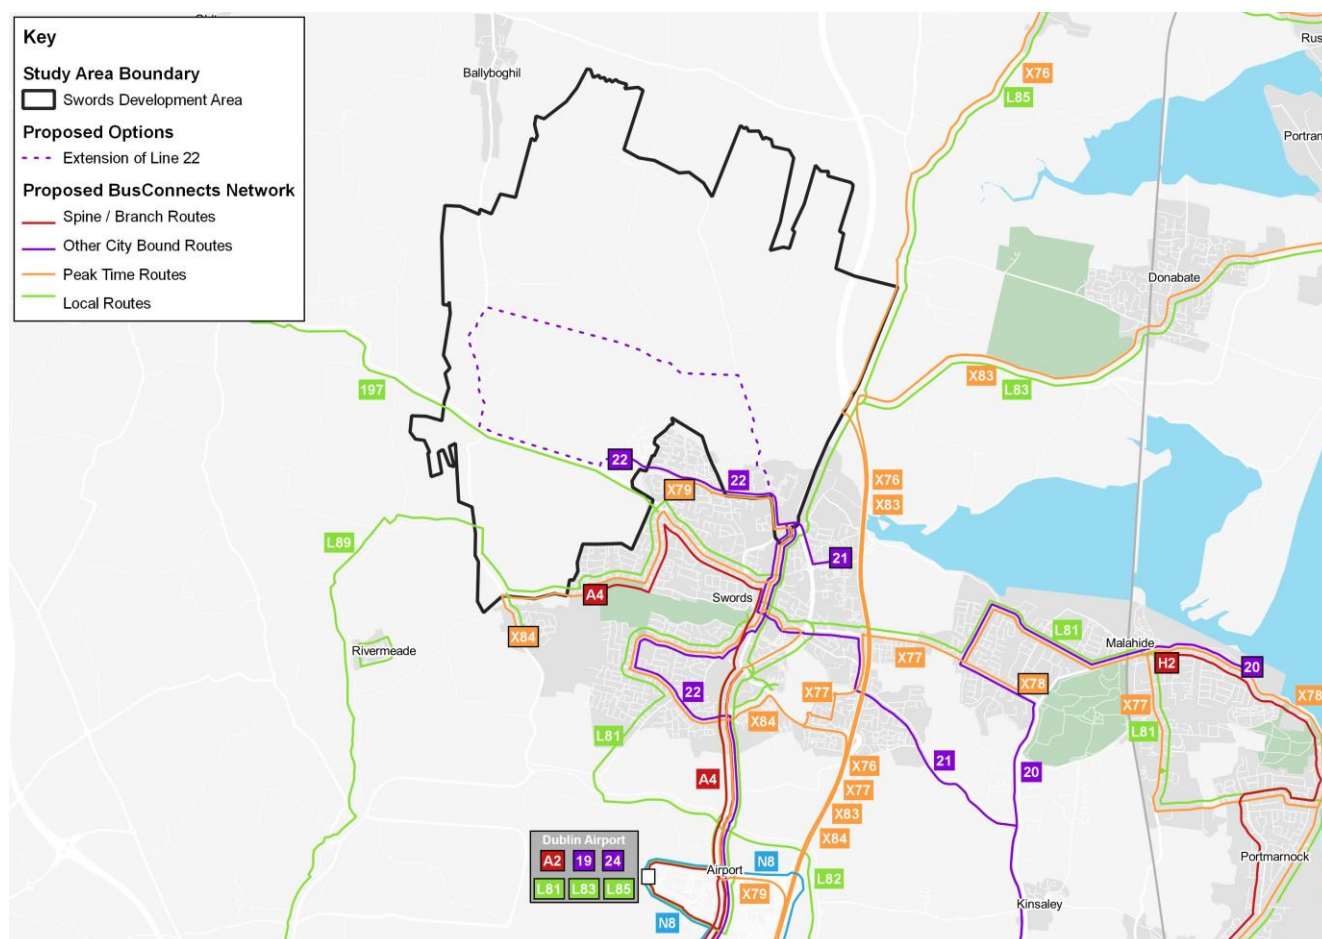 Key
Study Area Boundary
Swords Development Area
Proposed Options
Extension of Line 22
Proposed BusConnects Network
Spine / Branch Routes
Other City Bound Routes
Peak Time Routes
Local Routes
Ballyboghil
X76
L85
Rus
Portran
Donabate
X83
L83
197
22
22
X79
X76
X83
L89
21
A4
Swords
X84
Rivermeade
L81
Malahide
H2
20
X77
X78
X77
X78
22
X77
L81
X84
L81
21
20
A4
X76
X77
X83
X84
Dublin Airport
A2
19
24
L81
L83
L85
Airport
N8
X79
L82
N8
Portmarnock
Kinsaley